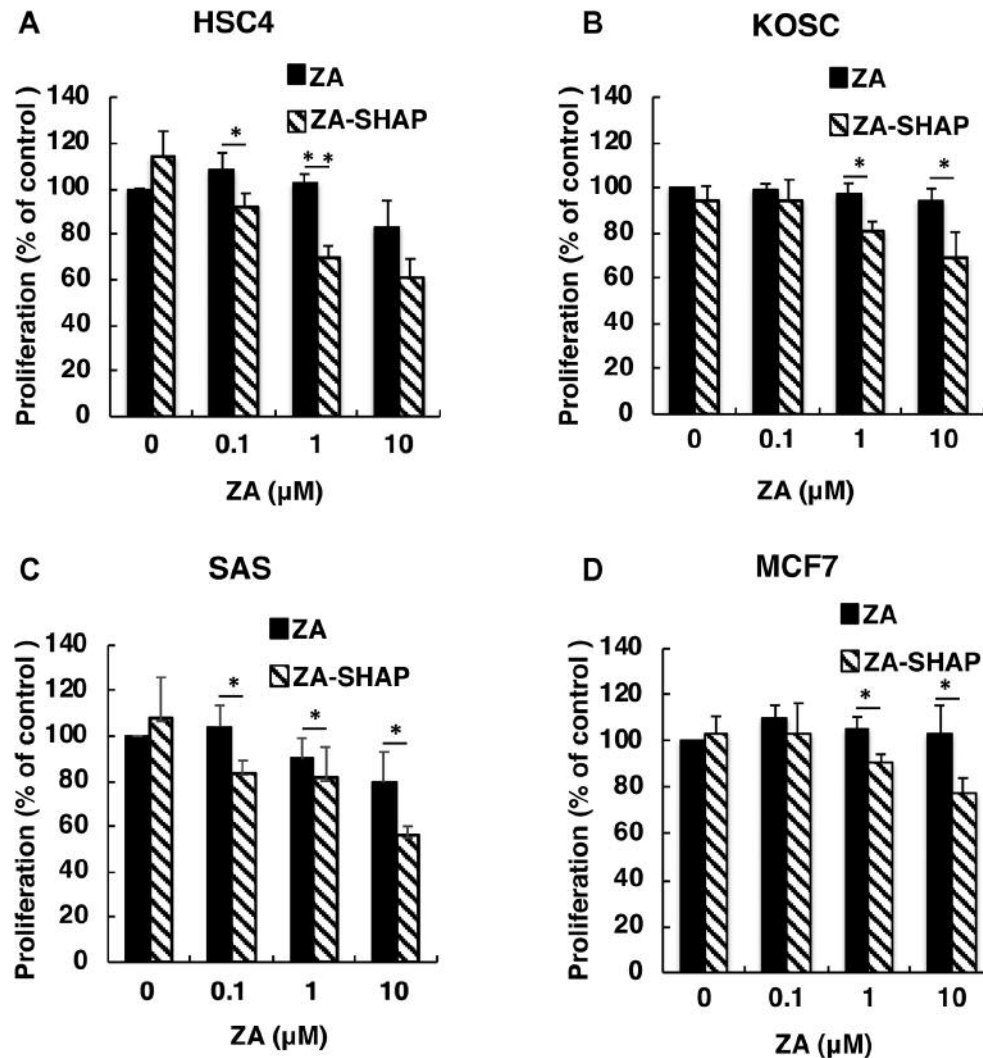 A HSC4
ZA
ZA-SHAP
Proliferation (% of control )
140
120
100
80
60
40
20
0
*
* *
0 0.1 1 10
ZA (µM)
B KOSC
ZA
ZA-SHAP
Proliferation (% of control )
140
120
100
80
60
40
20
0
* *
0 0.1 1 10
ZA (µM)
C SAS
ZA
ZA-SHAP
Proliferation (% of control )
140
120
100
80
60
40
20
0
* * *
0 0.1 1 10
ZA (µM)
D MCF7
ZA
ZA-SHAP
Proliferation (% of control )
140
120
100
80
60
40
20
0
* *
0 0.1 1 10
ZA (µM)